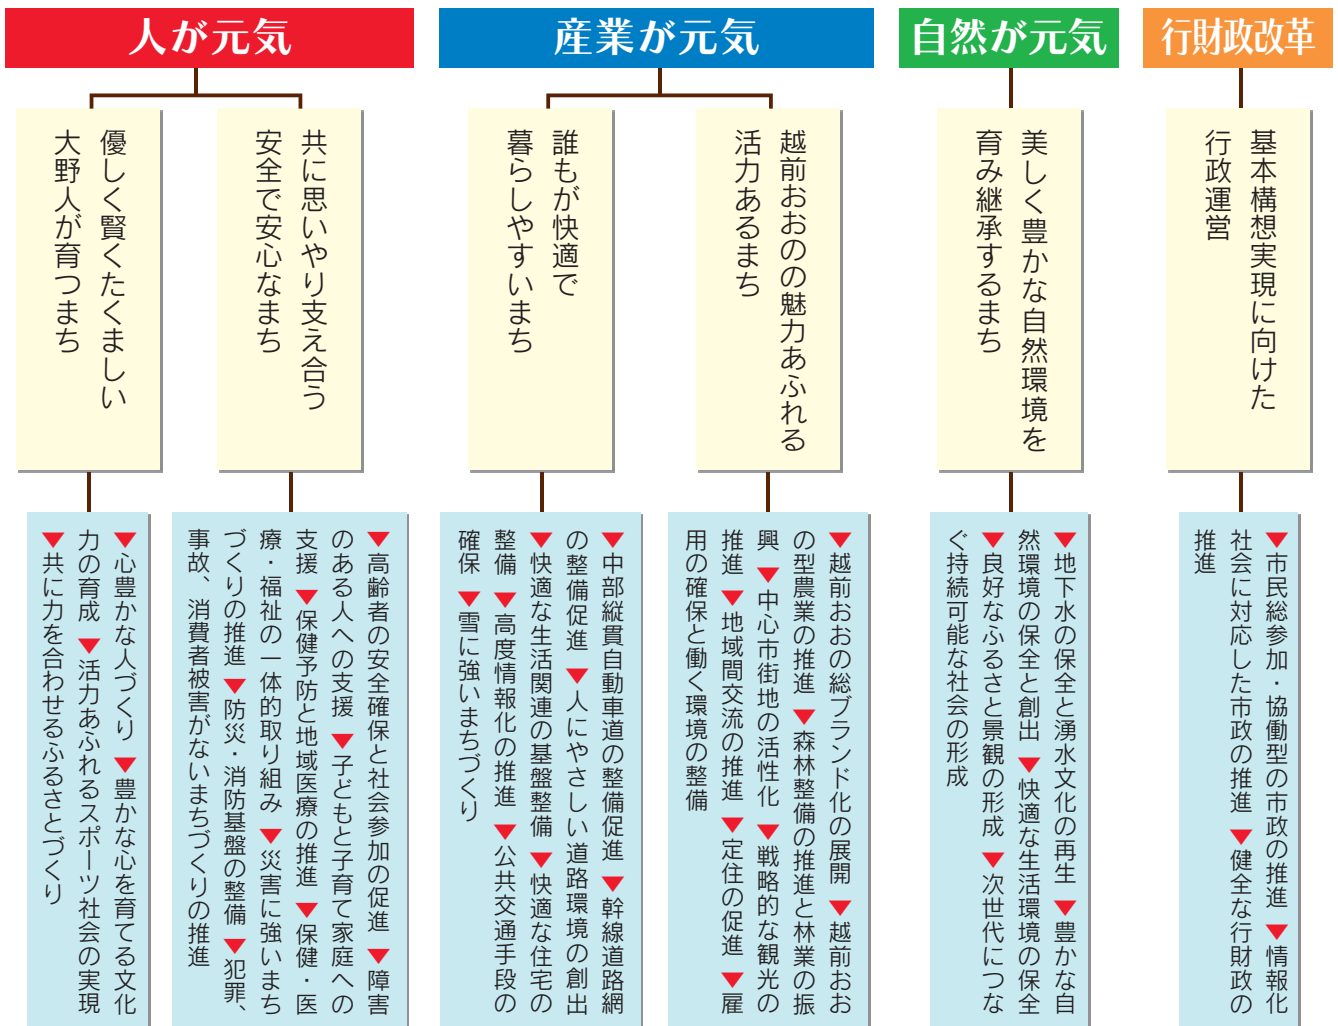 人が元気
優しく賢くたくましい
大野人が育つまち
▼心豊かな人づくり ▼豊かな心を育てる文化
力の育成 ▼活力あふれるスポーツ社会の実現
▼共に力を合わせるふるさとづくり
共に思いやり支え合う
安全で安心なまち
▼高齢者の安全確保と社会参加の促進 ▼障害
のある人への支援 ▼子どもと子育て家庭への
支援 ▼保健予防と地域医療の推進 ▼保健・医
療・福祉の一体的取り組み ▼災害に強いまち
づくりの推進 ▼防災・消防基盤の整備 ▼犯罪、
事故、消費者被害がないまちづくりの推進
産業が元気
誰もが快適で
暮らしやすいまち
▼中部縦貫自動車道の整備促進 ▼幹線道路網
の整備促進 ▼人にやさしい道路環境の創出
▼快適な生活関連の基盤整備 ▼快適な住宅の
整備 ▼高度情報化の推進 ▼公共交通手段の
確保 ▼雪に強いまちづくり
越前おおのの魅力あふれる
活力あるまち
▼越前おおの総ブランド化の展開 ▼越前おお
の型農業の推進 ▼森林整備の推進と林業の振
興 ▼中心市街地の活性化 ▼戦略的な観光の
推進 ▼地域間交流の推進 ▼定住の促進 ▼雇
用の確保と働く環境の整備
自然が元気
美しく豊かな自然環境を
育み継承するまち
▼地下水の保全と湧水文化の再生 ▼豊かな自
然環境の保全と創出 ▼快適な生活環境の保全
▼良好なふるさと景観の形成 ▼次世代につな
ぐ持続可能な社会の形成
行財政改革
基本構想実現に向けた
行政運営
▼市民総参加・協働型の市政の推進 ▼情報化
社会に対応した市政の推進 ▼健全な行財政の
推進